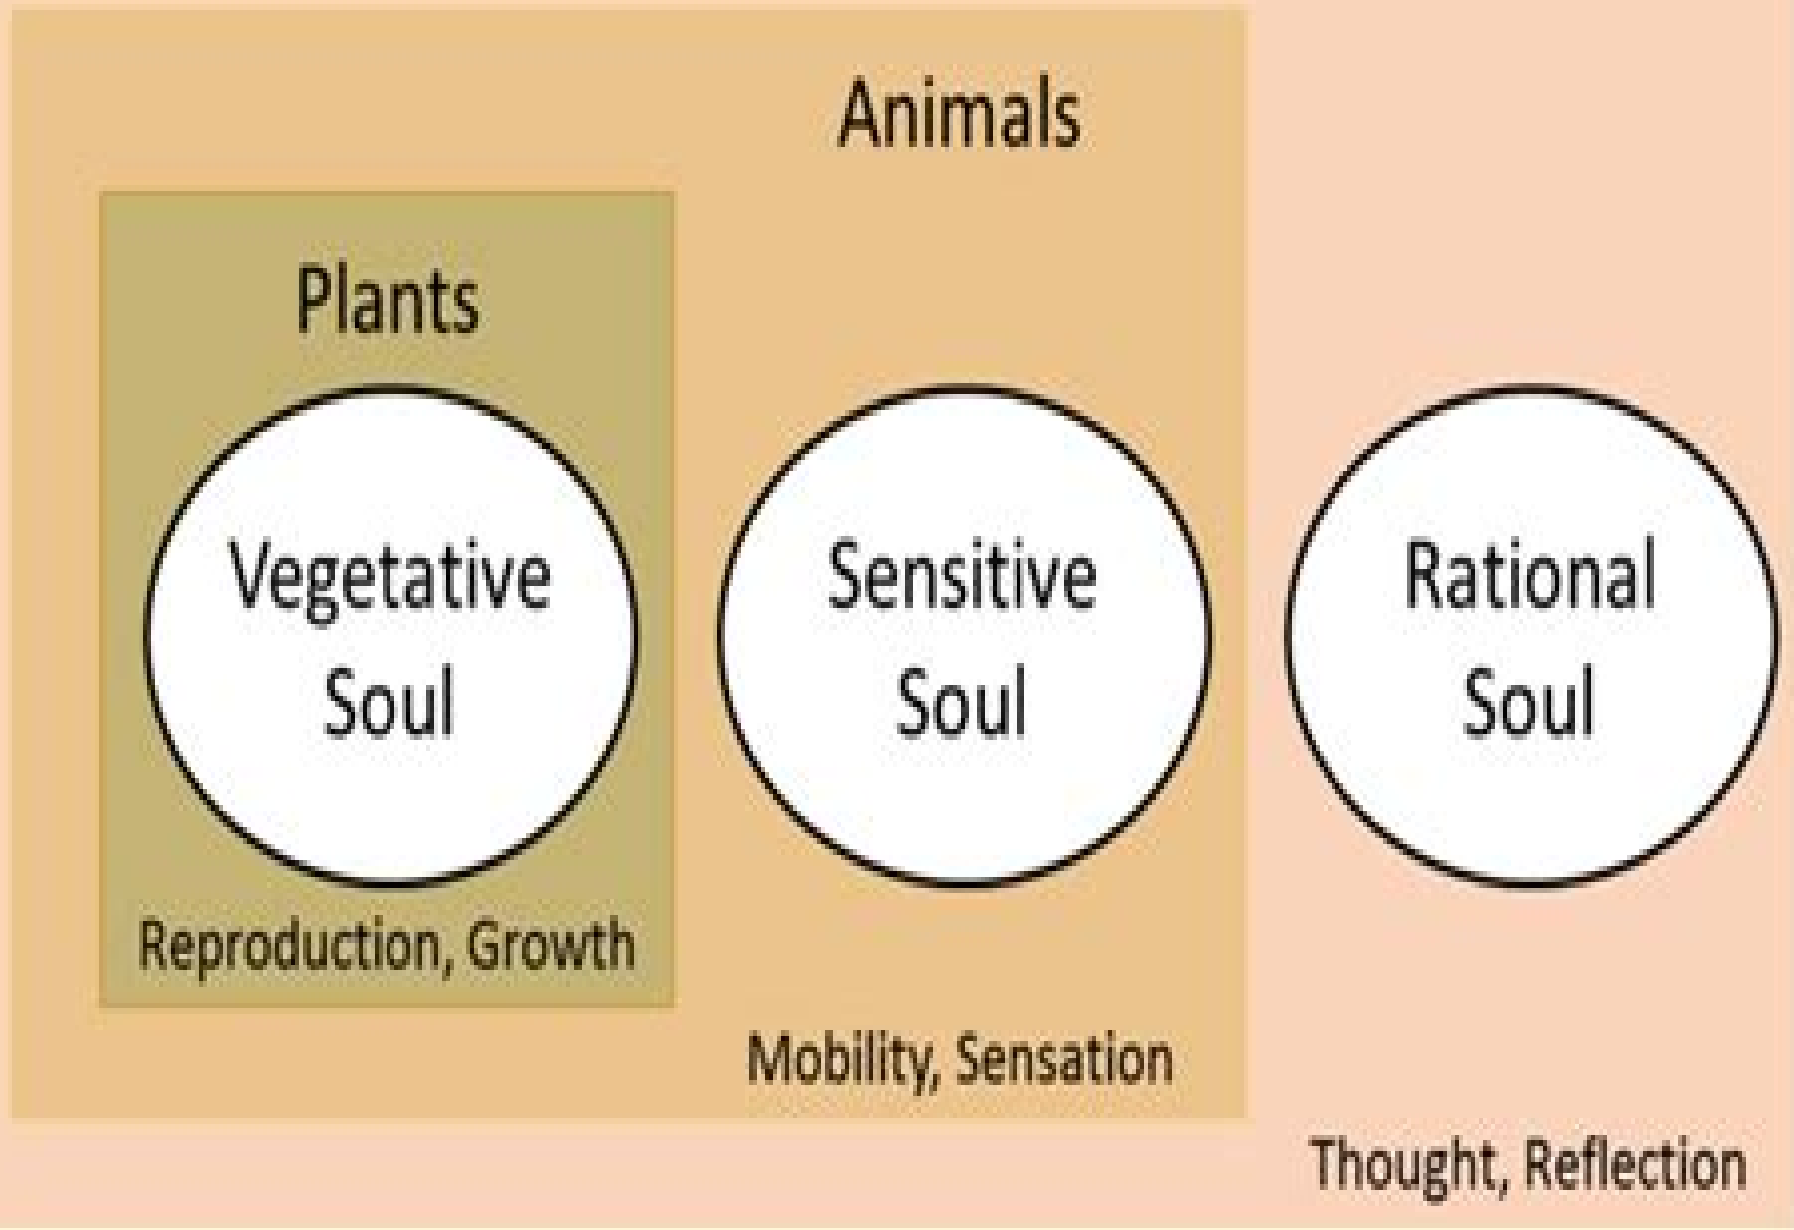 Animals
Plants
Vegetative
Soul
Sensitive
Soul
Rational
Soul
Reproduction, Growth
Mobility, Sensation
Thought, Reflection